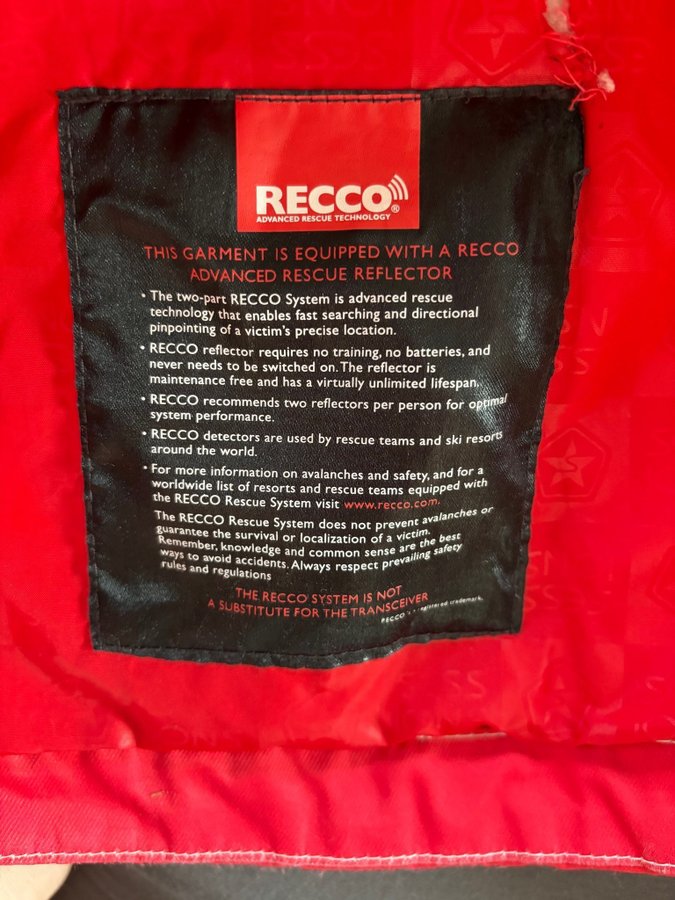 RECCO®
ADVANCED RESCUE TECHNOLOGY
THIS GARMENT IS EQUIPPED WITH A RECCO
ADVANCED RESCUE REFLECTOR
• The two-part RECCO System is advanced rescue
technology that enables fast searching and directional
pinpointing of a victim's precise location.
• RECCO reflector requires no training, no batteries, and
never needs to be switched on. The reflector is
maintenance free and has a virtually unlimited lifespan.
• RECCO recommends two reflectors per person for optimal
system performance.
• RECCO detectors are used by rescue teams and ski resorts
around the world.
• For more information on avalanches and safety, and for a
worldwide list of resorts and rescue teams equipped with
the RECCO Rescue System visit www.recco.com.
The RECCO Rescue System does not prevent avalanches or
guarantee the survival or localization of a victim.
Remember, knowledge and common sense are the best
ways to avoid accidents. Always respect prevailing safety
rules and regulations
THE RECCO SYSTEM IS NOT
A SUBSTITUTE FOR THE TRANSCEIVER
RECCO registered trademark.